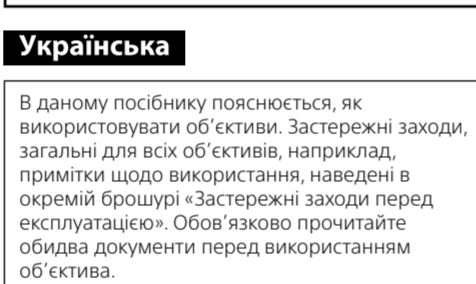 Українська
В даному посібнику пояснюється, як
використовувати об’єктиви. Застережні заходи,
загальні для всіх об’єктивів, наприклад,
примітки щодо використання, наведені в
окремій брошурі «Застережні заходи перед
експлуатацією». Обов’язково прочитайте
обидва документи перед використанням
об’єктива.